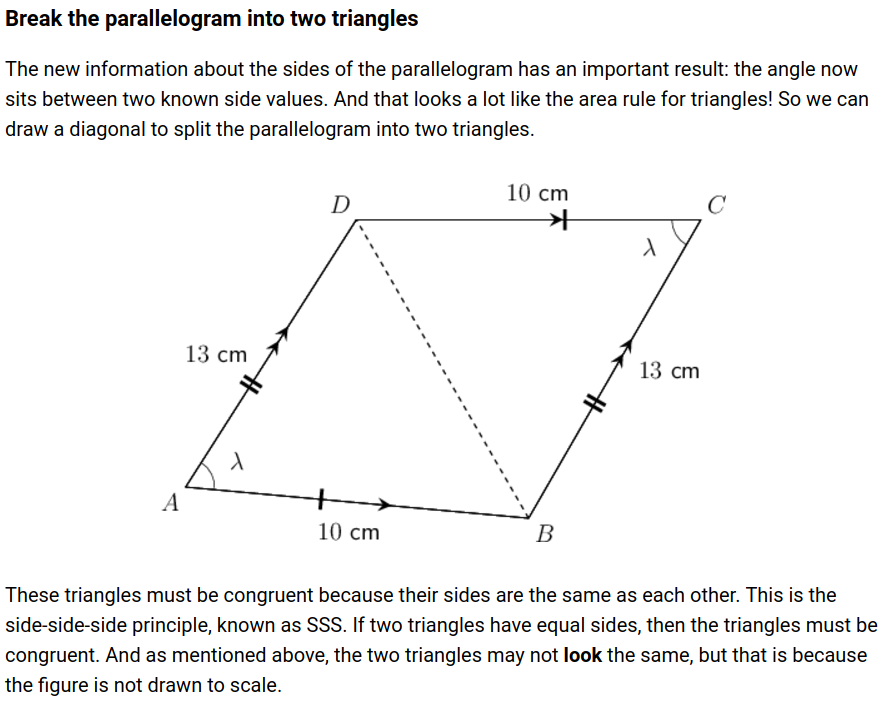 Break the parallelogram into two triangles
The new information about the sides of the parallelogram has an important result: the angle now
sits between two known side values. And that looks a lot like the area rule for triangles! So we can
draw a diagonal to split the parallelogram into two triangles.
10 cm
D
C
λ
13 cm
13 cm
λ
A
10 cm
B
These triangles must be congruent because their sides are the same as each other. This is the
side-side-side principle, known as SSS. If two triangles have equal sides, then the triangles must be
congruent. And as mentioned above, the two triangles may not look the same, but that is because
the figure is not drawn to scale.